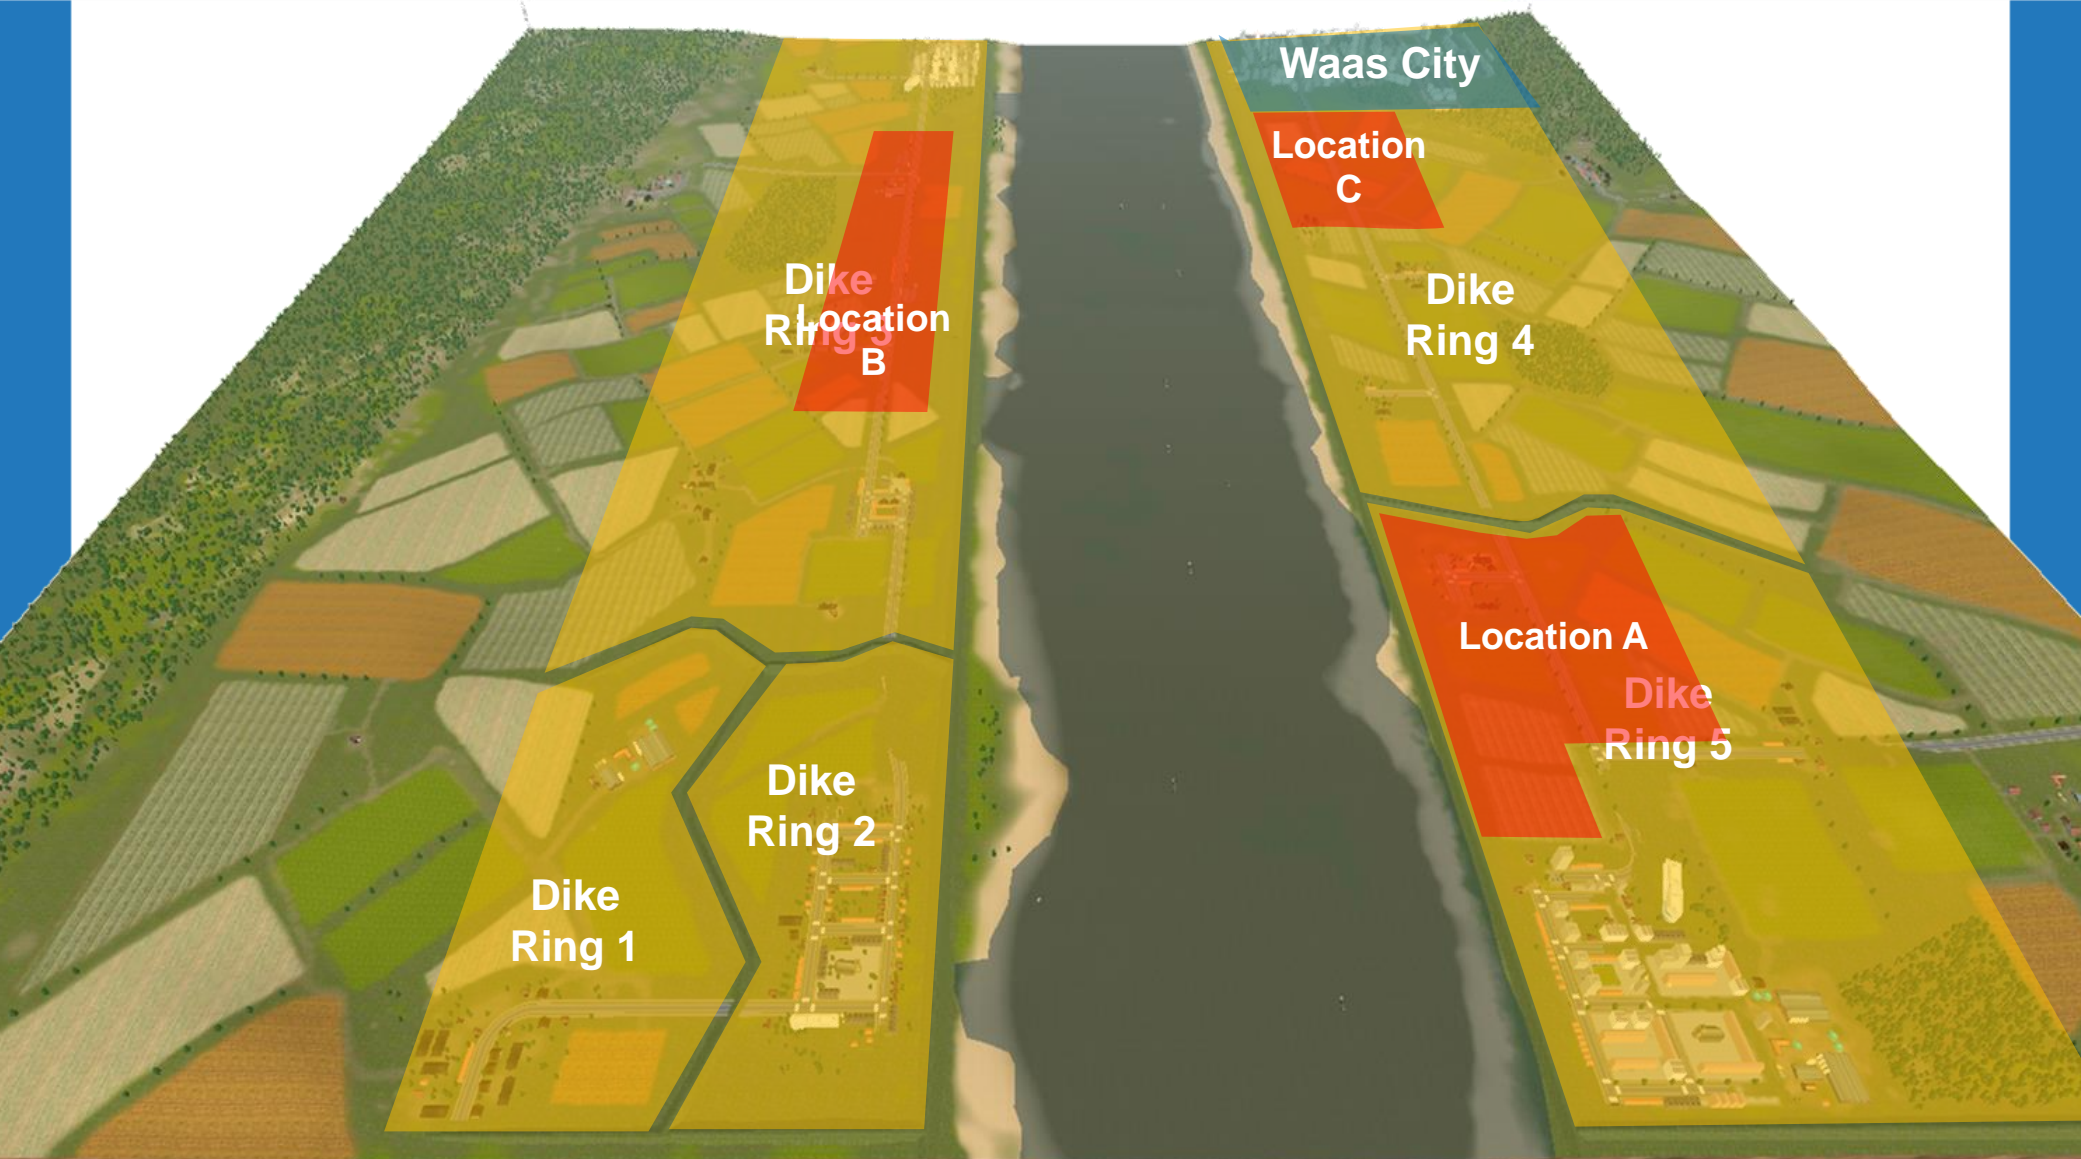 Waas City
Location
C
Dike
Ring 3
Location
B
Dike
Ring 4
Location A
Dike
Ring 5
Dike
Ring 2
Dike
Ring 1